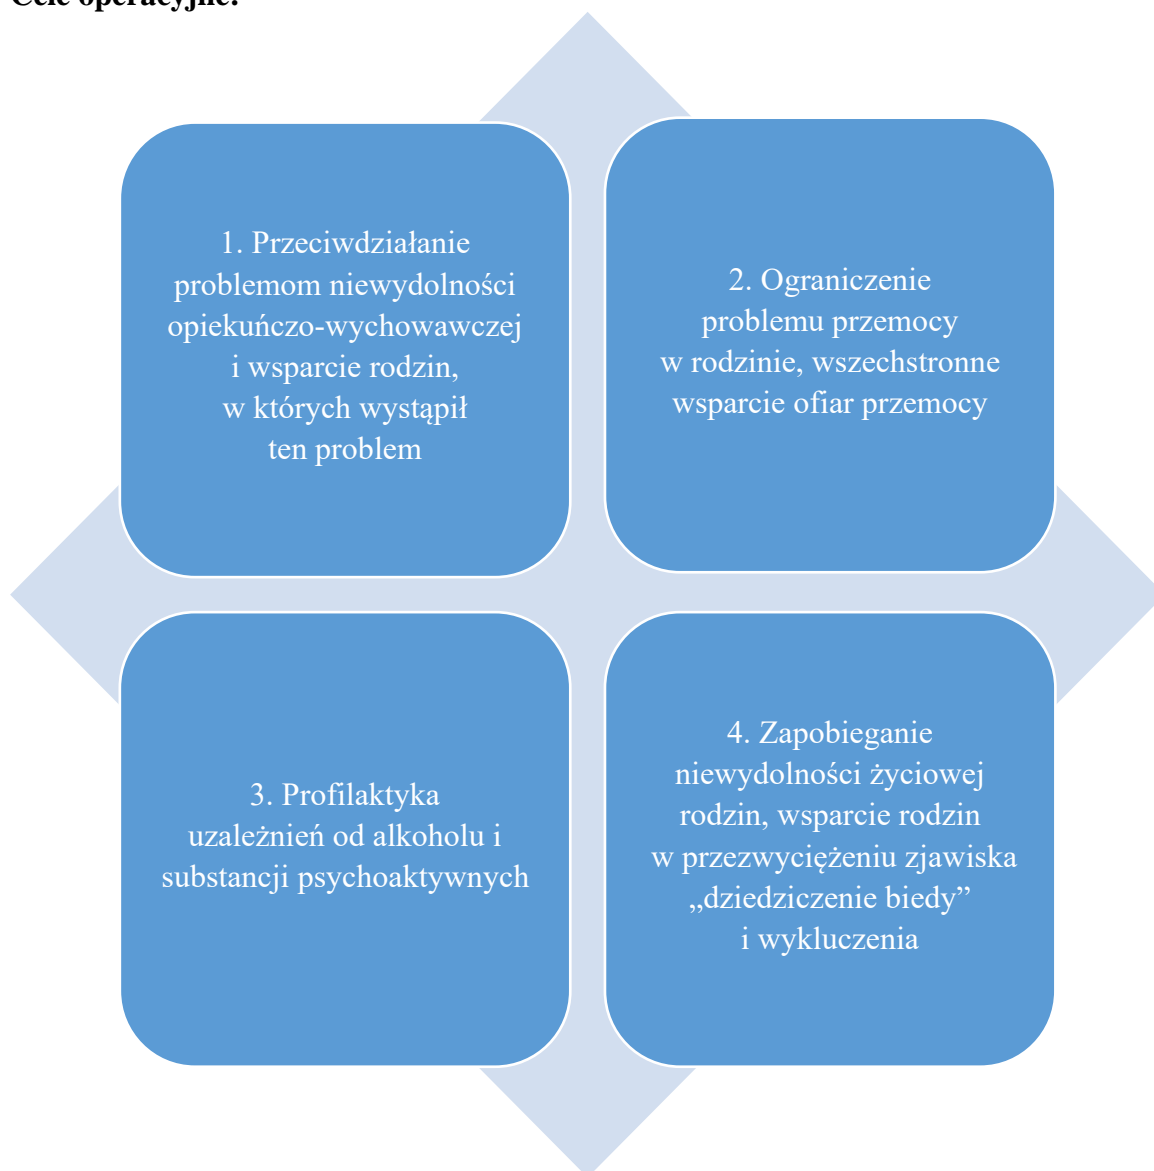 Cele operacyjne:
1. Przeciwdziałanie
problemom niewydolności
opiekuńczo-wychowawczej
i wsparcie rodzin,
w których wystąpił
ten problem
2. Ograniczenie
problemu przemocy
w rodzinie, wszechstronne
wsparcie ofiar przemocy
3. Profilaktyka
uzależnień od alkoholu i
substancji psychoaktywnych
4. Zapobieganie
niewydolności życiowej
rodzin, wsparcie rodzin
w przezwyciężeniu zjawiska
„dziedziczenie biedy”
i wykluczenia